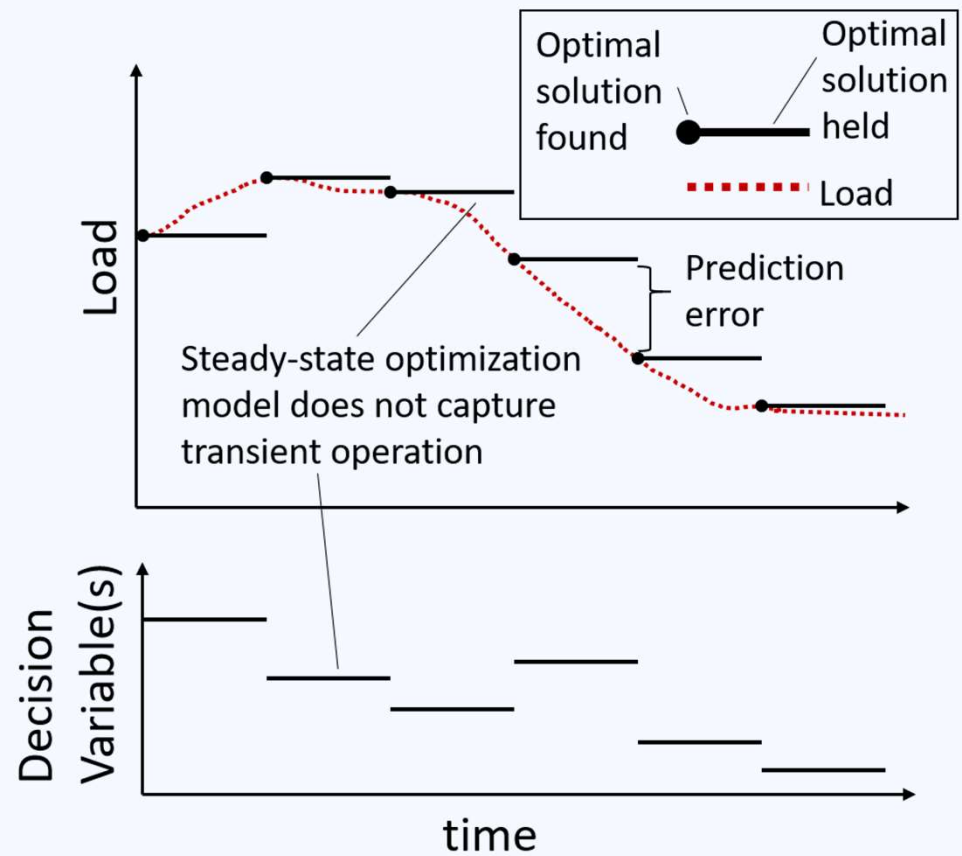 Optimal
solution
found
Optimal
solution
held
Load
Load
Prediction
error
Steady-state optimization
model does not capture
transient operation
Decision
Variable(s)
time